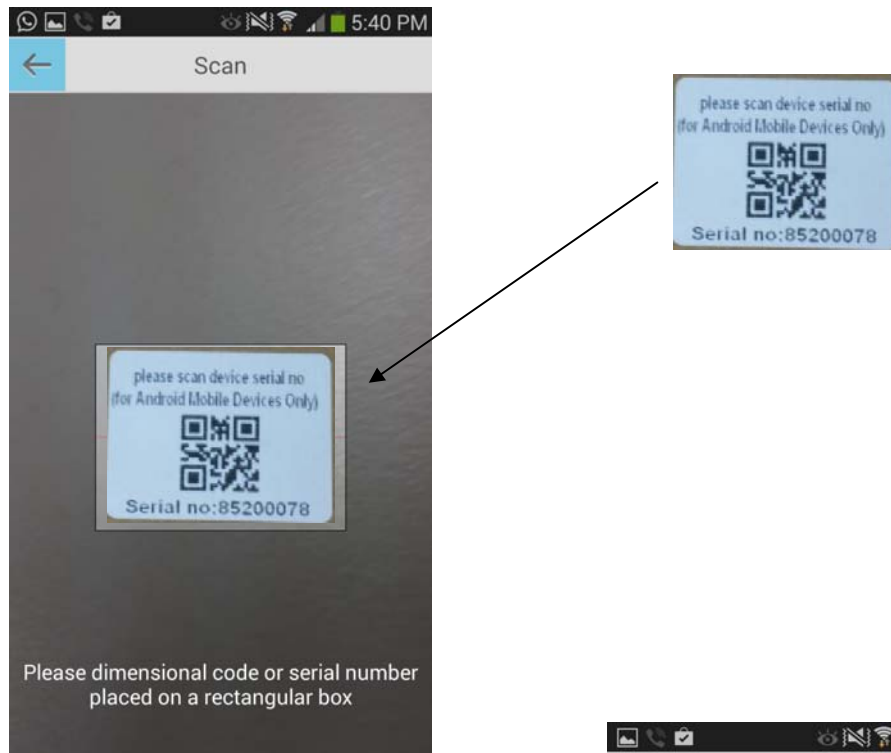 5:40 PM
Scan
please scan device serial no
(for Android Mobile Devices Only)
Serial no:85200078
Please dimensional code or serial number
placed on a rectangular box
please scan device serial no
(for Android Mobile Devices Only)
Serial no:85200078